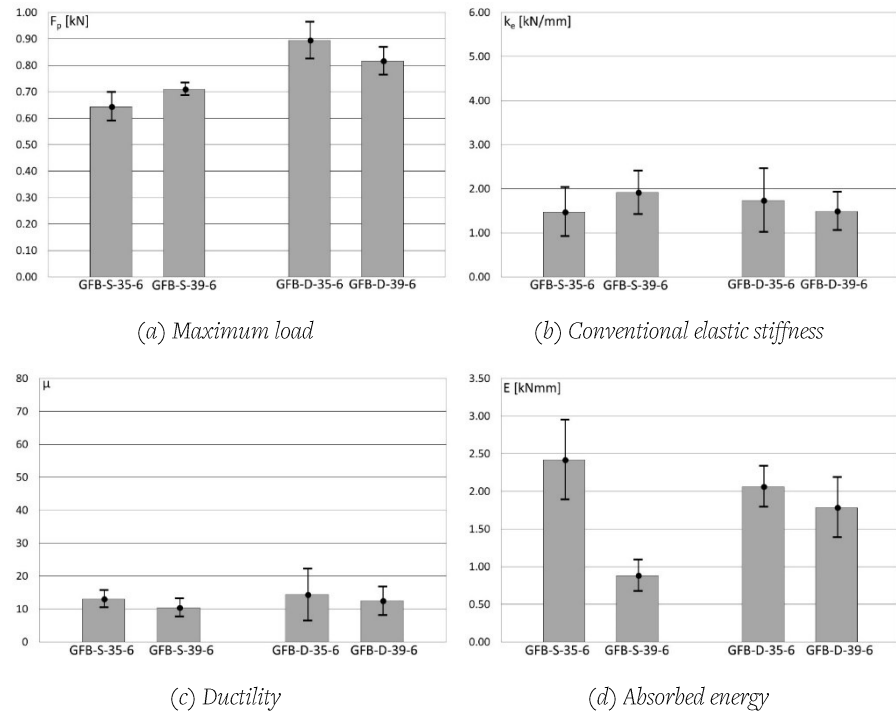 F_p [kN]
1.00
0.90
0.80
0.70
0.60
0.50
0.40
0.30
0.20
0.10
0.00
GFB-S-35-6 GFB-S-39-6 GFB-D-35-6 GFB-D-39-6
(a) Maximum load
k_e [kN/mm]
6.00
5.00
4.00
3.00
2.00
1.00
0.00
GFB-S-35-6 GFB-S-39-6 GFB-D-35-6 GFB-D-39-6
(b) Conventional elastic stiffness
μ
80
70
60
50
40
30
20
10
0
GFB-S-35-6 GFB-S-39-6 GFB-D-35-6 GFB-D-39-6
(c) Ductility
E [kNmm]
3.50
3.00
2.50
2.00
1.50
1.00
0.50
0.00
GFB-S-35-6 GFB-S-39-6 GFB-D-35-6 GFB-D-39-6
(d) Absorbed energy